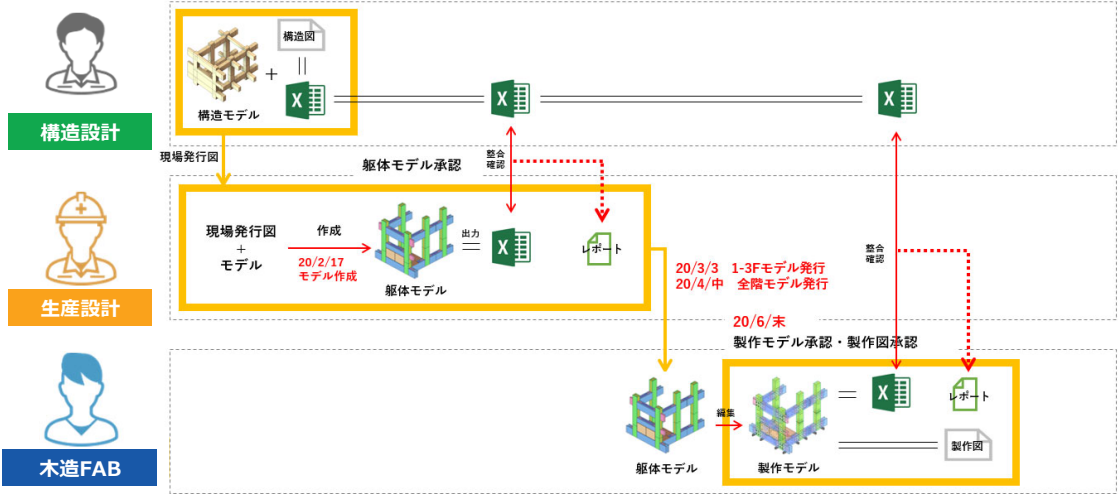 構造設計
構造図
+
構造モデル
X
X
X
現場発行図
躯体モデル承認
整合
確認
生産設計
現場発行図
+
モデル
作成
20/2/17
モデル作成
躯体モデル
出力
X
レポート
整合
確認
20/3/3 1-3Fモデル発行
20/4/中 全階モデル発行
20/6/末
製作モデル承認・製作図承認
木造FAB
躯体モデル
編集
製作モデル
X
レポート
製作図